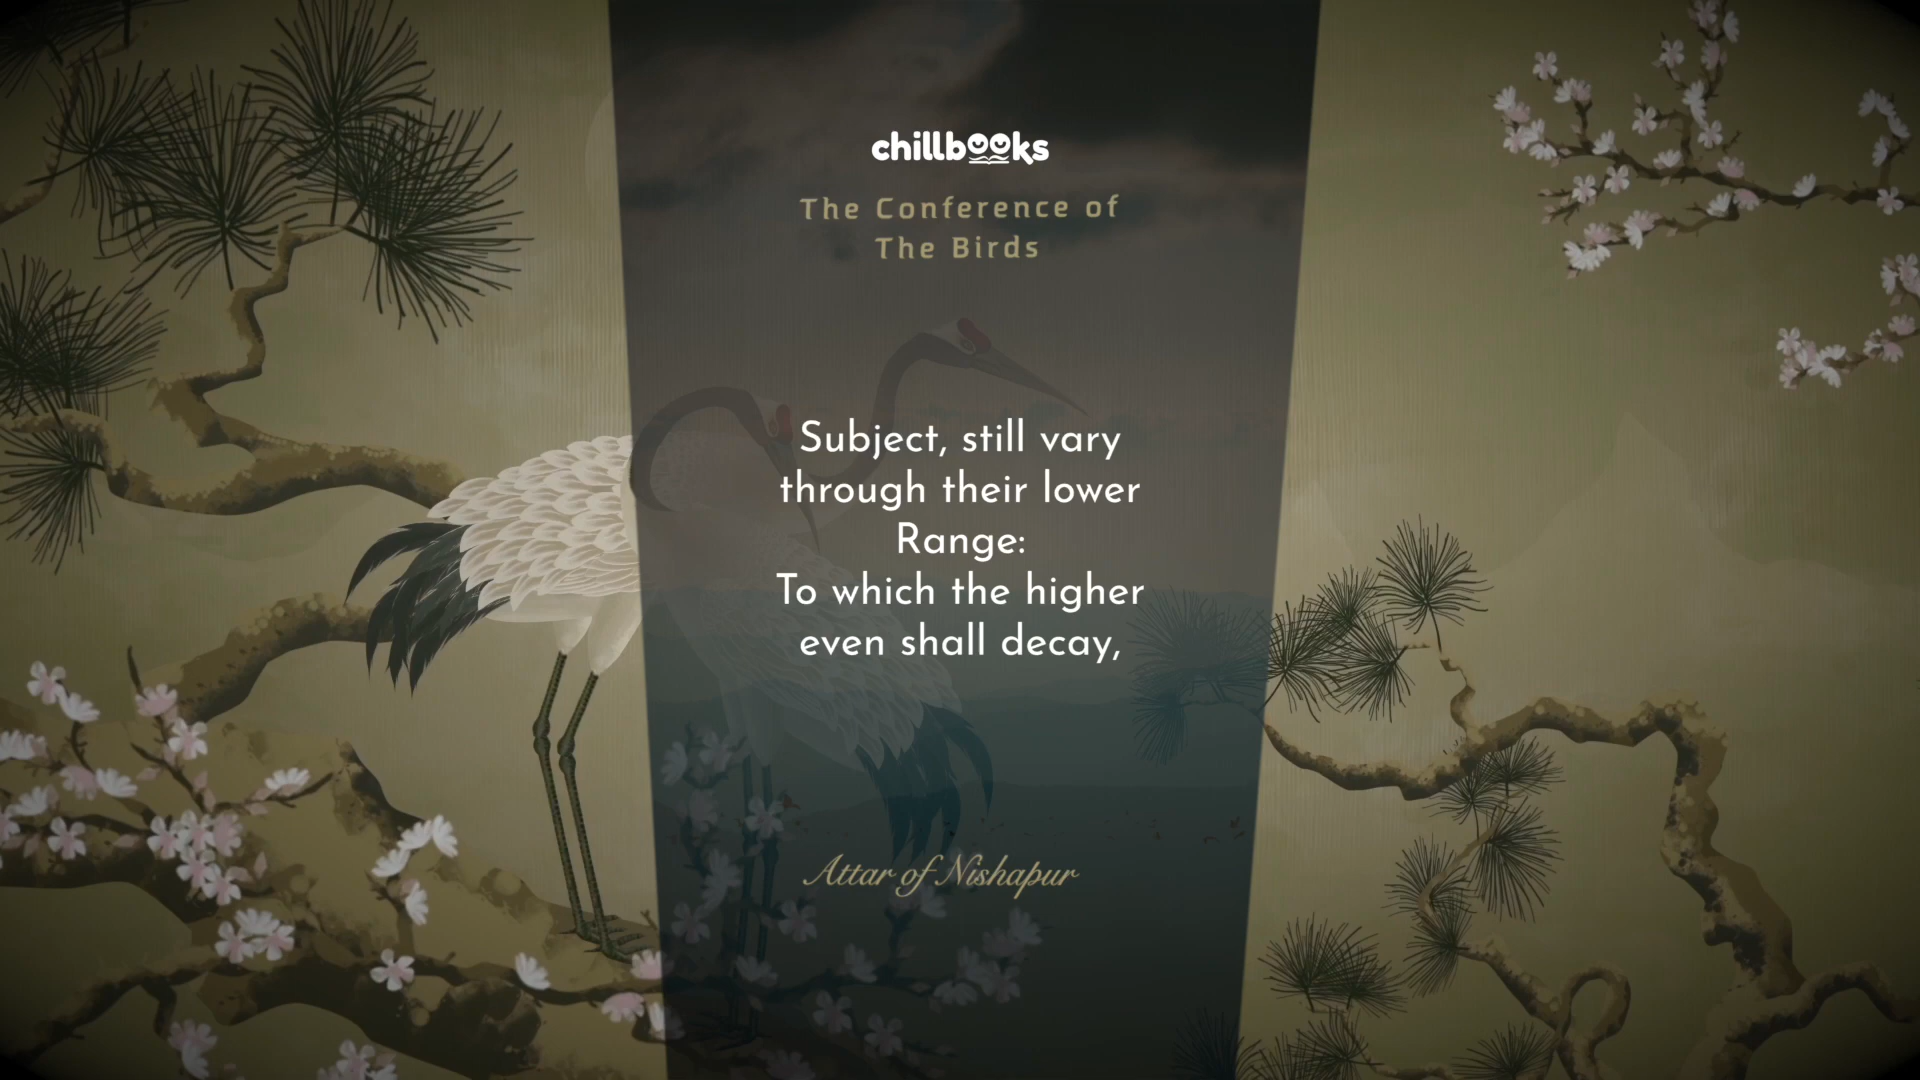 chillbooks
The Conference of
The Birds
Subject, still vary
through their lower
Range:
To which the higher
even shall decay,
Attar of Nishapur